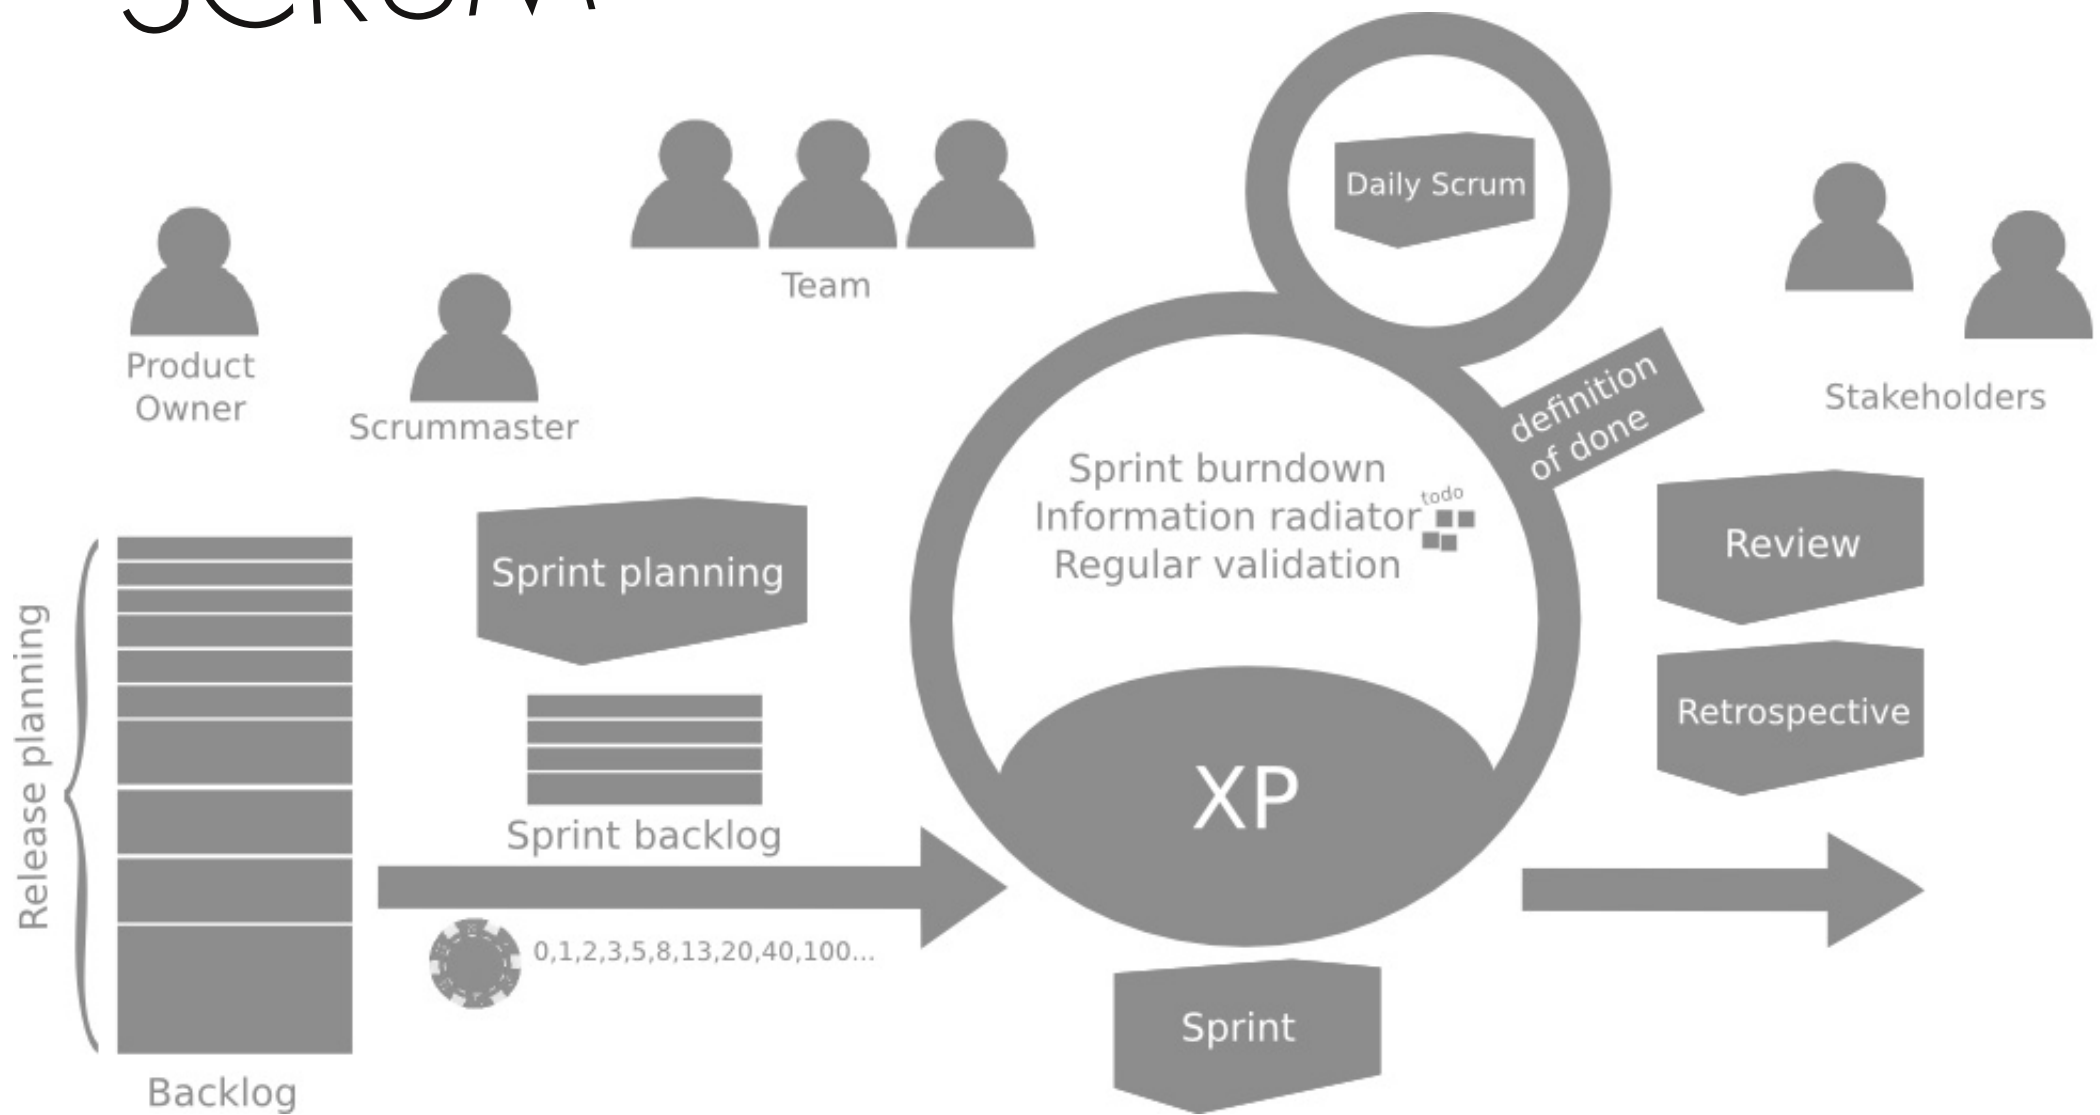 SCRUM
Team
Product
Owner
Scrummaster
Daily Scrum
Stakeholders
definition
of done
Sprint burndown
Information radiator
Regular validation
todo
Review
Retrospective
Sprint planning
Release planning
Sprint backlog
XP
0,1,2,3,5,8,13,20,40,100...
Sprint
Backlog